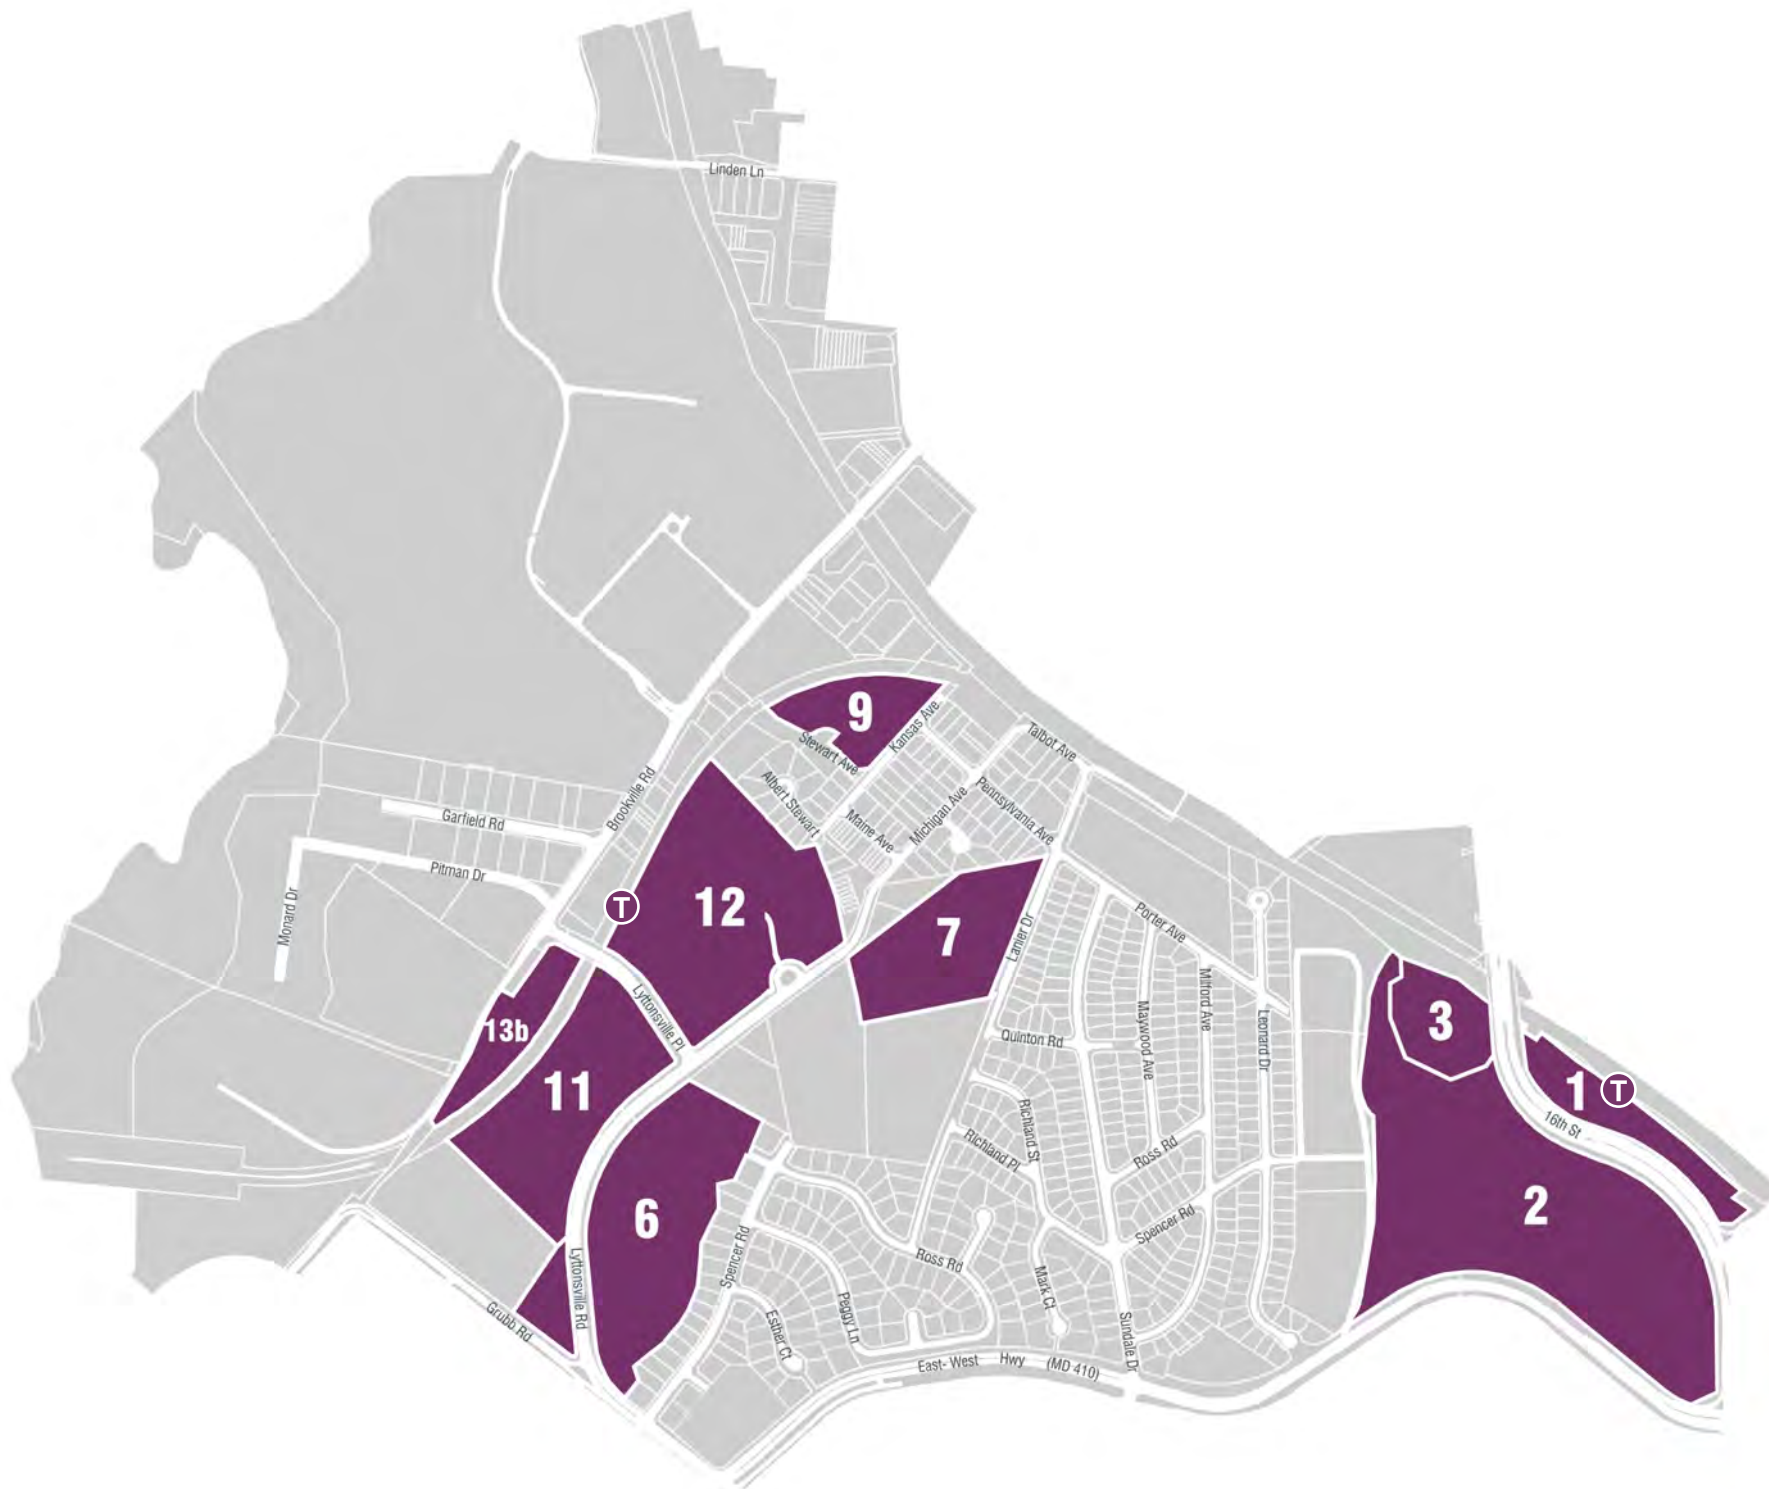 Linden Ln
9
Kansas Ave
Stewart Ave
Talbot Ave
Albert Stewart
Brookville Rd
Michigan Ave
Pennsylvania Ave
Maine Ave
Garfield Rd
Pitman Dr
Monard Dr
T
12
7
Lanier Dr
Porter Ave
Milford Ave
Maywood Ave
Leonard Dr
Lyttonsville Pl
13b
3
Quinton Rd
11
1
T
16th St
Richland St
Richland Pl
Ross Rd
6
2
Spencer Rd
Spencer Rd
Ross Rd
Mark Ct
Lyttonsville Rd
Peggy Ln
Esther Ct
Grubb Rd
Sundale Dr
East- West Hwy (MD 410)